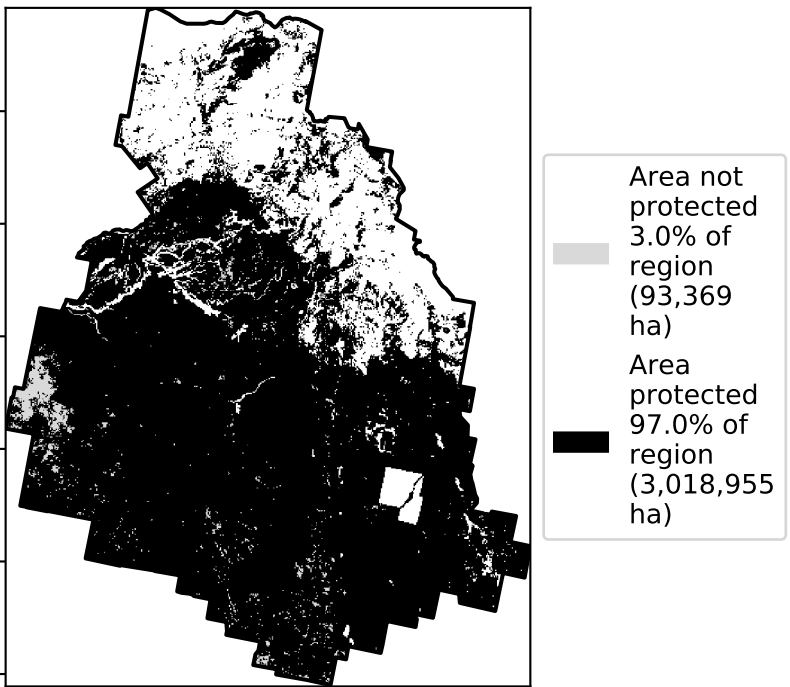 Area not
protected
3.0% of
region
(93,369
ha)
Area
protected
97.0% of
region
(3,018,955
ha)